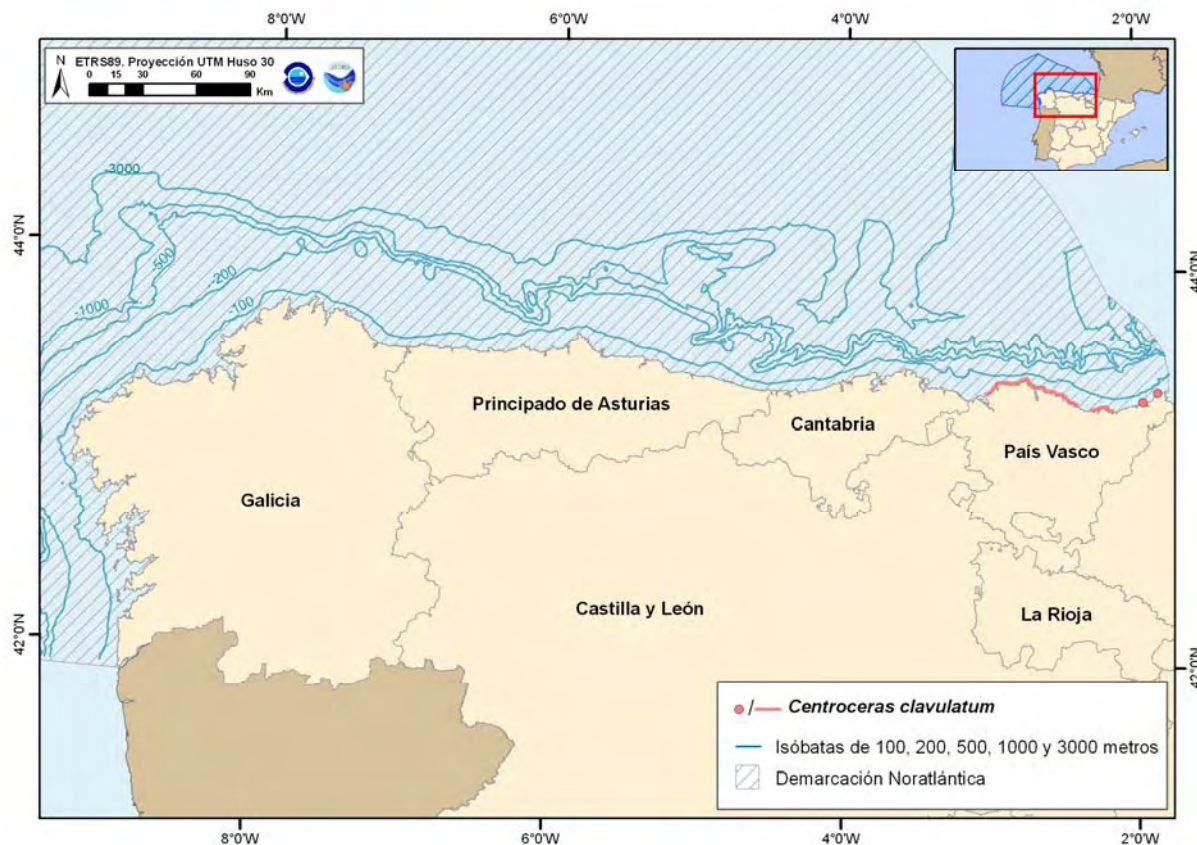 8°0'W 6°0'W 4°0'W 2°0'W
N ETRS89. Proyección UTM Huso 30
0 15 30 60 90
Km
-3000
44°0'N
44°0'N
-500
-200
-1000
-100
Principado de Asturias
Cantabria
País Vasco
Galicia
Castilla y León
La Rioja
42°0'N
42°0'N
/ Centroceras clavulatum
Isóbatas de 100, 200, 500, 1000 y 3000 metros
Demarcación Noratlántica
8°0'W 6°0'W 4°0'W 2°0'W